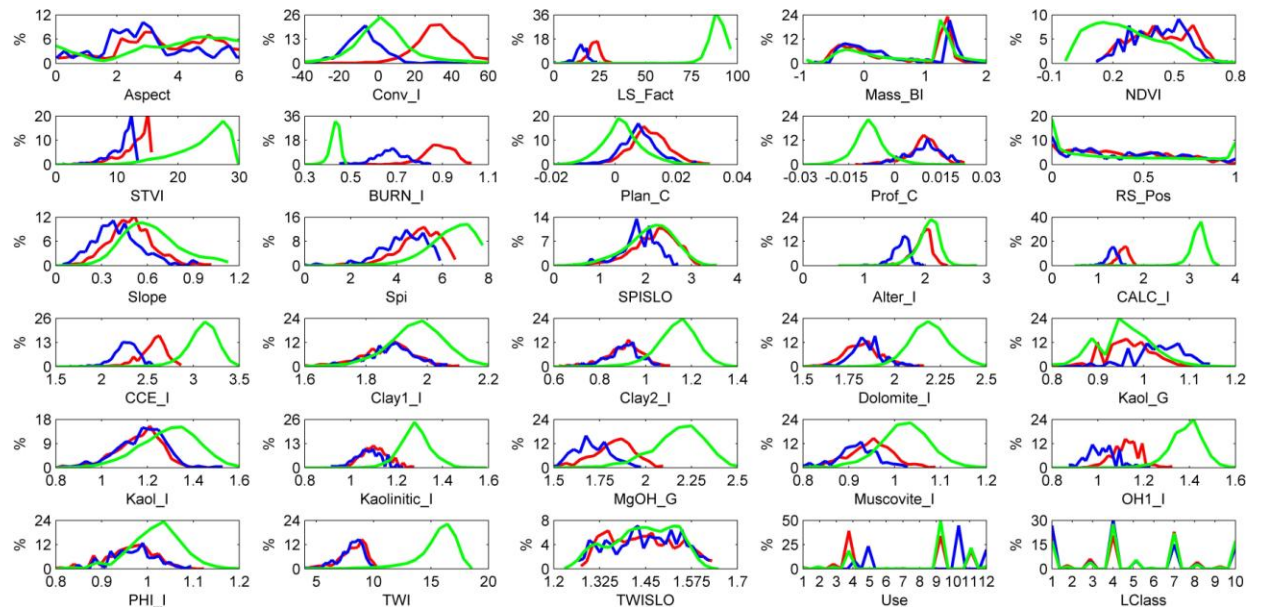 %
12
6
0
0 2 4 6
Aspect
%
26
13
0
-40 -20 0 20 40 60
Conv_I
%
36
18
0
0 25 50 75 100
LS_Fact
%
24
12
0
-1 0 1 2
Mass_BI
%
10
5
0
-0.1 0.2 0.5 0.8
NDVI
%
20
10
0
0 10 20 30
STVI
%
36
18
0
0.3 0.5 0.7 0.9 1.1
BURN_I
%
20
10
0
-0.02 0 0.02 0.04
Plan_C
%
24
12
0
-0.03 -0.015 0 0.015 0.03
Prof_C
%
20
10
0
0 0.5 1
RS_Pos
%
12
6
0
0 0.3 0.6 0.9 1.2
Slope
%
16
8
0
0 2 4 6 8
Spi
%
14
7
0
0 1 2 3 4
SPISLO
%
24
12
0
0 1 2 3
Alter_I
%
40
20
0
0 1 2 3 4
CALC_I
%
26
13
0
1.5 2 2.5 3 3.5
CCE_I
%
24
12
0
1.6 1.8 2 2.2
Clay1_I
%
24
12
0
0.6 0.8 1 1.2 1.4
Clay2_I
%
24
12
0
1.5 1.75 2 2.25 2.5
Dolomite_I
%
24
12
0
0.8 0.9 1 1.1 1.2
Kaol_G
%
18
9
0
0.8 1 1.2 1.4 1.6
Kaol_I
%
26
13
0
0.8 1 1.2 1.4 1.6
Kaolinitic_I
%
24
12
0
1.5 1.75 2 2.25 2.5
MgOH_G
%
24
12
0
0.8 0.9 1 1.1 1.2
Muscovite_I
%
24
12
0
0.8 1 1.2 1.4 1.6
OH1_I
%
24
12
0
0.8 0.9 1 1.1 1.2
PHI_I
%
24
12
0
5 10 15 20
TWI
%
8
4
0
1.2 1.325 1.45 1.575 1.7
TWISLO
%
50
25
0
1 2 3 4 5 6 7 8 9 101 11 12
Use
%
30
15
0
1 2 3 4 5 6 7 8 9 10
LClass